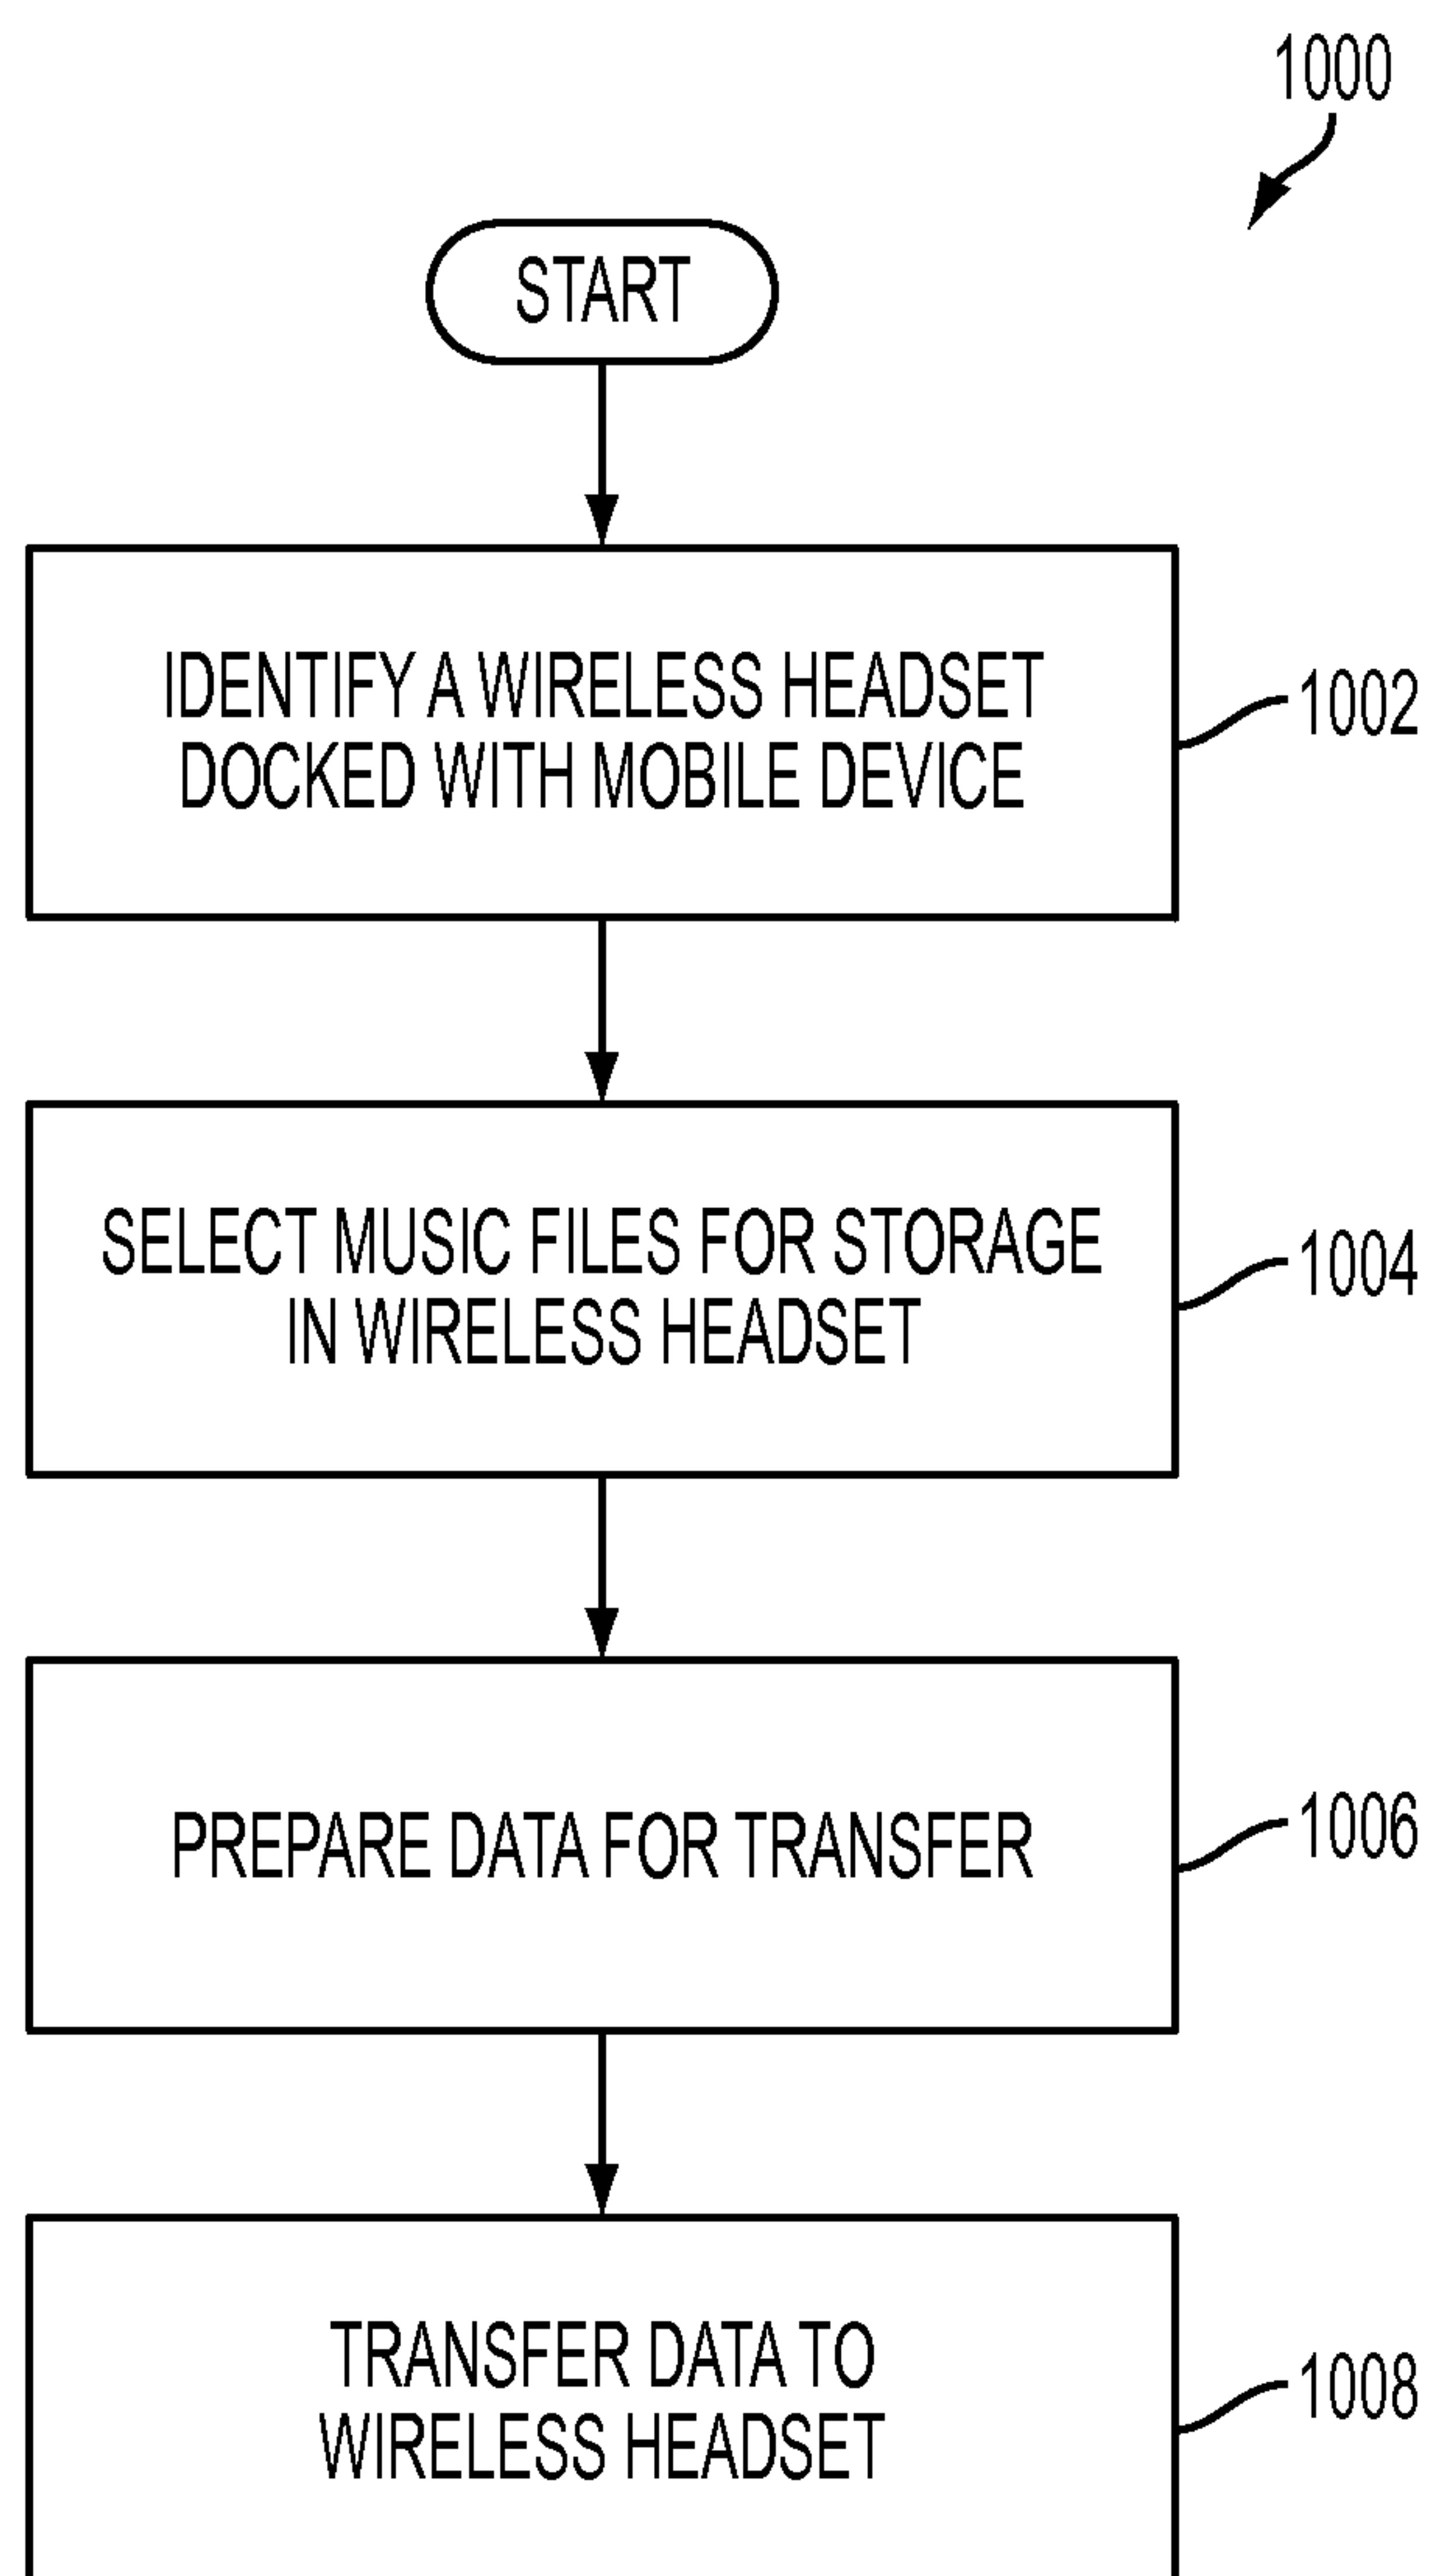 1000
START
IDENTIFY A WIRELESS HEADSET
DOCKED WITH MOBILE DEVICE
1002
SELECT MUSIC FILES FOR STORAGE
IN WIRELESS HEADSET
1004
PREPARE DATA FOR TRANSFER
1006
TRANSFER DATA TO
WIRELESS HEADSET
1008